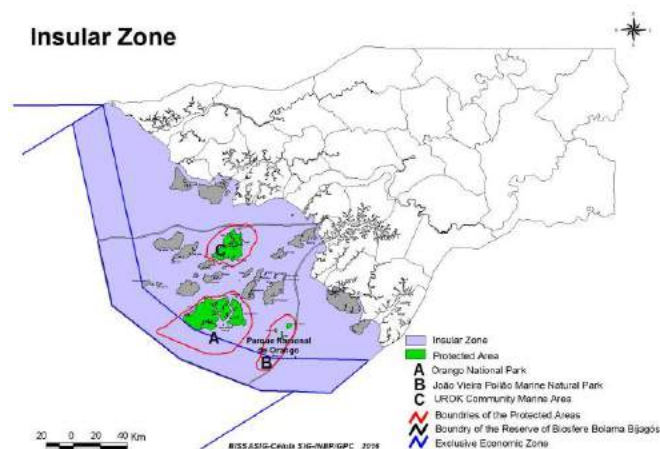 Insular Zone
C
A
Parque Nacional
de Orango
B
Insular Zone
Protected Area
A Orango National Park
B João Vieira Poilão Marine Natural Park
C UROK Community Marine Area
Boundries of the Protected Areas
Boundry of the Reserve of Biosfere Bolama Bijagós
Exclusive Economic Zone
20 0 20 40 Km